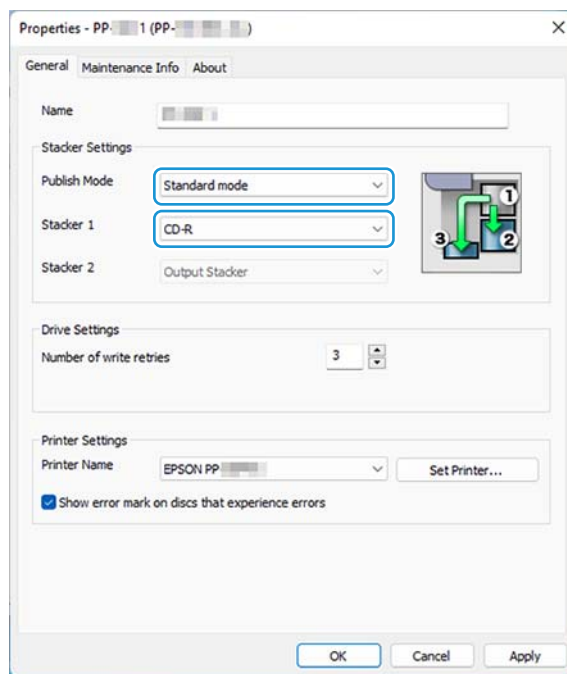 Properties - PP- 1 (PP- )
General Maintenance Info About
Name
Stacker Settings
Publish Mode Standard mode
1
Stacker 1 CD-R
3 2
Stacker 2 Output Stacker
Drive Settings
Number of write retries 3
Printer Settings
Printer Name EPSON PP- Set Printer...
Show error mark on discs that experience errors
OK Cancel Apply